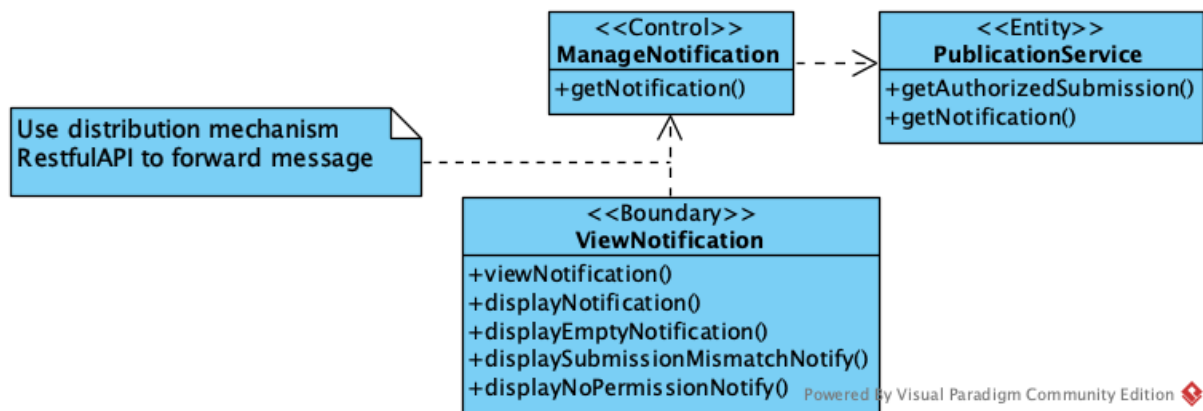 <<Control>>
ManageNotification
+getNotification()
<<Entity>>
PublicationService
+getAuthorizedSubmission()
+getNotification()
Use distribution mechanism
RestfulAPI to forward message
<<Boundary>>
ViewNotification
+viewNotification()
+displayNotification()
+displayEmptyNotification()
+displaySubmissionMismatchNotify()
+displayNoPermissionNotify()
Powered By Visual Paradigm Community Edition